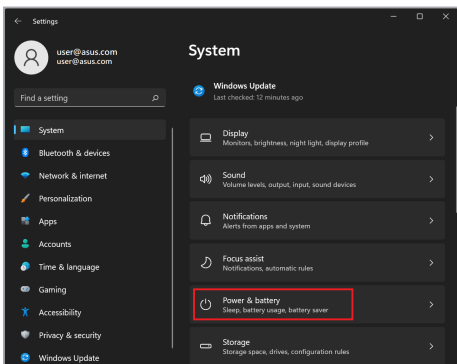 Settings
user@asus.com
user@asus.com
Find a setting
System
Bluetooth & devices
Network & internet
Personalization
Apps
Accounts
Time & language
Gaming
Accessibility
Privacy & security
Windows Update
System
Windows Update
Last checked: 12 minutes ago
Display
Monitors, brightness, night light, display profile
Sound
Volume levels, output, input, sound devices
Notifications
Alerts from apps and system
Focus assist
Notifications, automatic rules
Power & battery
Sleep, battery usage, battery saver
Storage
Storage space, drives, configuration rules